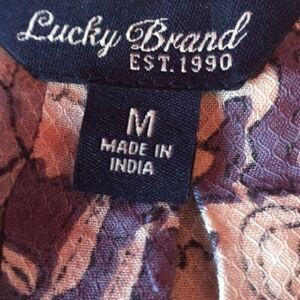 Lucky Brand
EST. 1990
M
MADE IN
INDIA